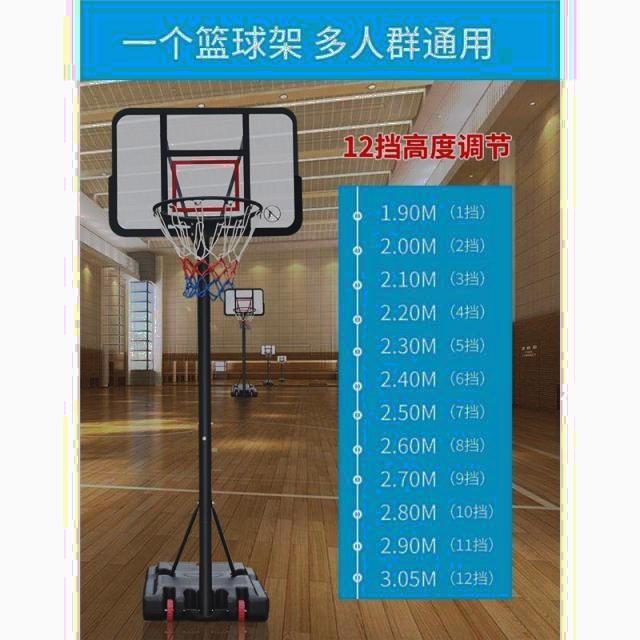 一个篮球架 多人群通用
12挡高度调节
1.90M（1挡）
2.00M（2挡）
2.10M（3挡）
2.20M（4挡）
2.30M（5挡）
2.40M（6挡）
2.50M（7挡）
2.60M（8挡）
2.70M（9挡）
2.80M（10挡）
2.90M（11挡）
3.05M（12挡）